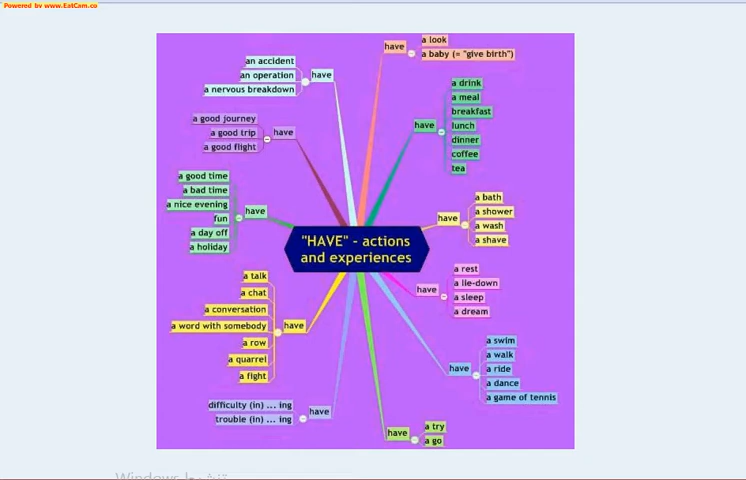 Powered by www.EatCam.co
have
a look
a baby (= "give birth")
an accident
an operation
a nervous breakdown
have
have
a drink
a meal
breakfast
lunch
dinner
coffee
tea
a good journey
a good trip
a good flight
have
a good time
a bad time
a nice evening
fun
a day off
a holiday
have
have
a bath
a shower
a wash
a shave
"HAVE" - actions
and experiences
have
a rest
a lie-down
a sleep
a dream
a talk
a chat
a conversation
a word with somebody
a row
a quarrel
a fight
have
have
a swim
a walk
a ride
a dance
a game of tennis
difficulty (in) ... ing
trouble (in) ... ing
have
have
a try
a go
Windows تنشيط